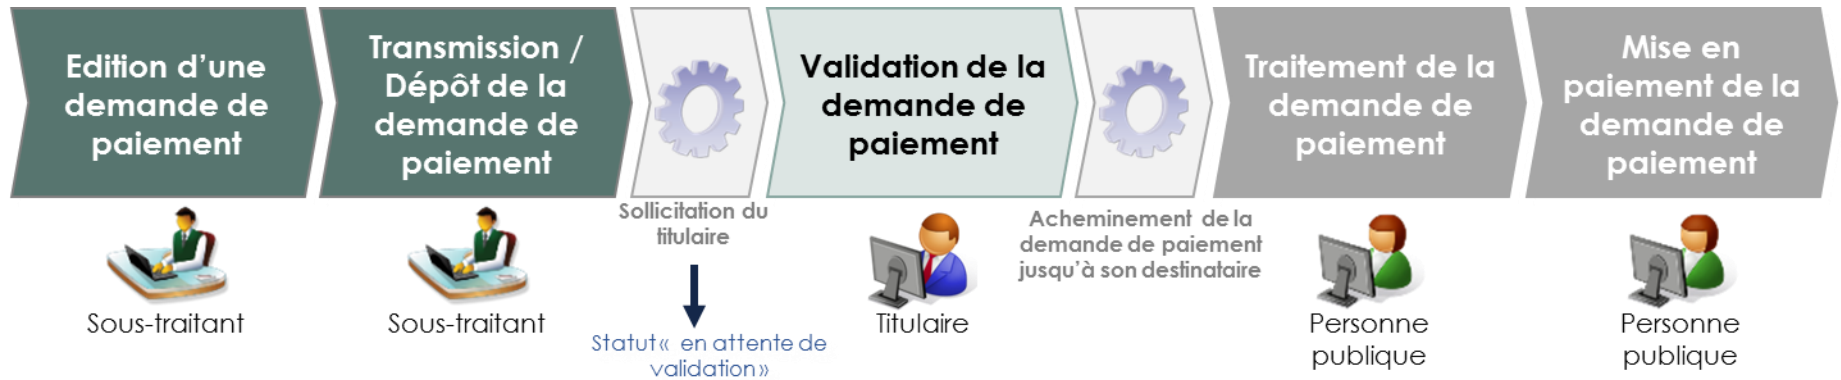 Edition d'une
demande de
paiement
Transmission /
Dépôt de la
demande de
paiement
Validation de la
demande de
paiement
Traitement de la
demande de
paiement
Mise en
paiement de la
demande de
paiement
Sous-traitant
Sous-traitant
Sollicitation du
titulaire
Statut « en attente de
validation »
Titulaire
Acheminement de la
demande de paiement
jusqu'à son destinataire
Personne
publique
Personne
publique